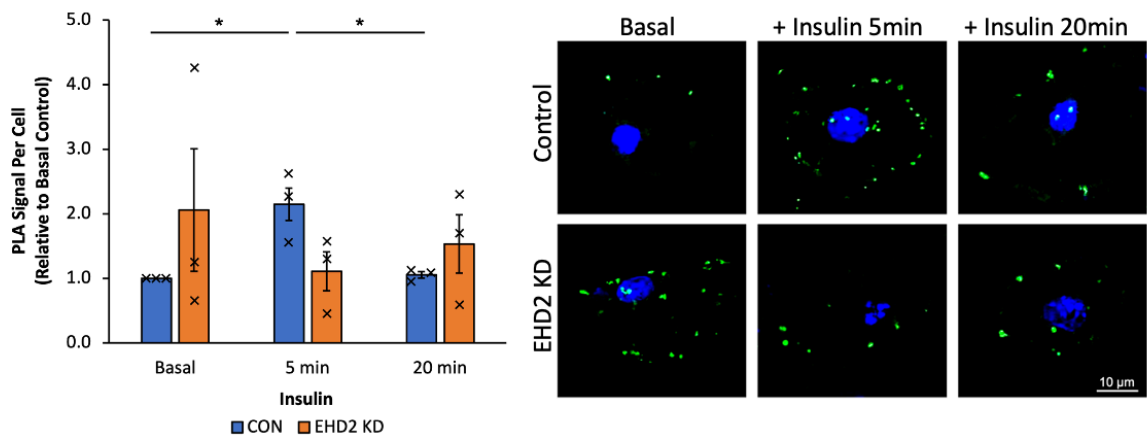 5.0
4.0
3.0
2.0
1.0
0.0
PLA Signal Per Cell
(Relative to Basal Control)
*
*
Basal
5 min
20 min
Insulin
CON
EHD2 KD
Basal
+ Insulin 5min
+ Insulin 20min
Control
EHD2 KD
10 µm